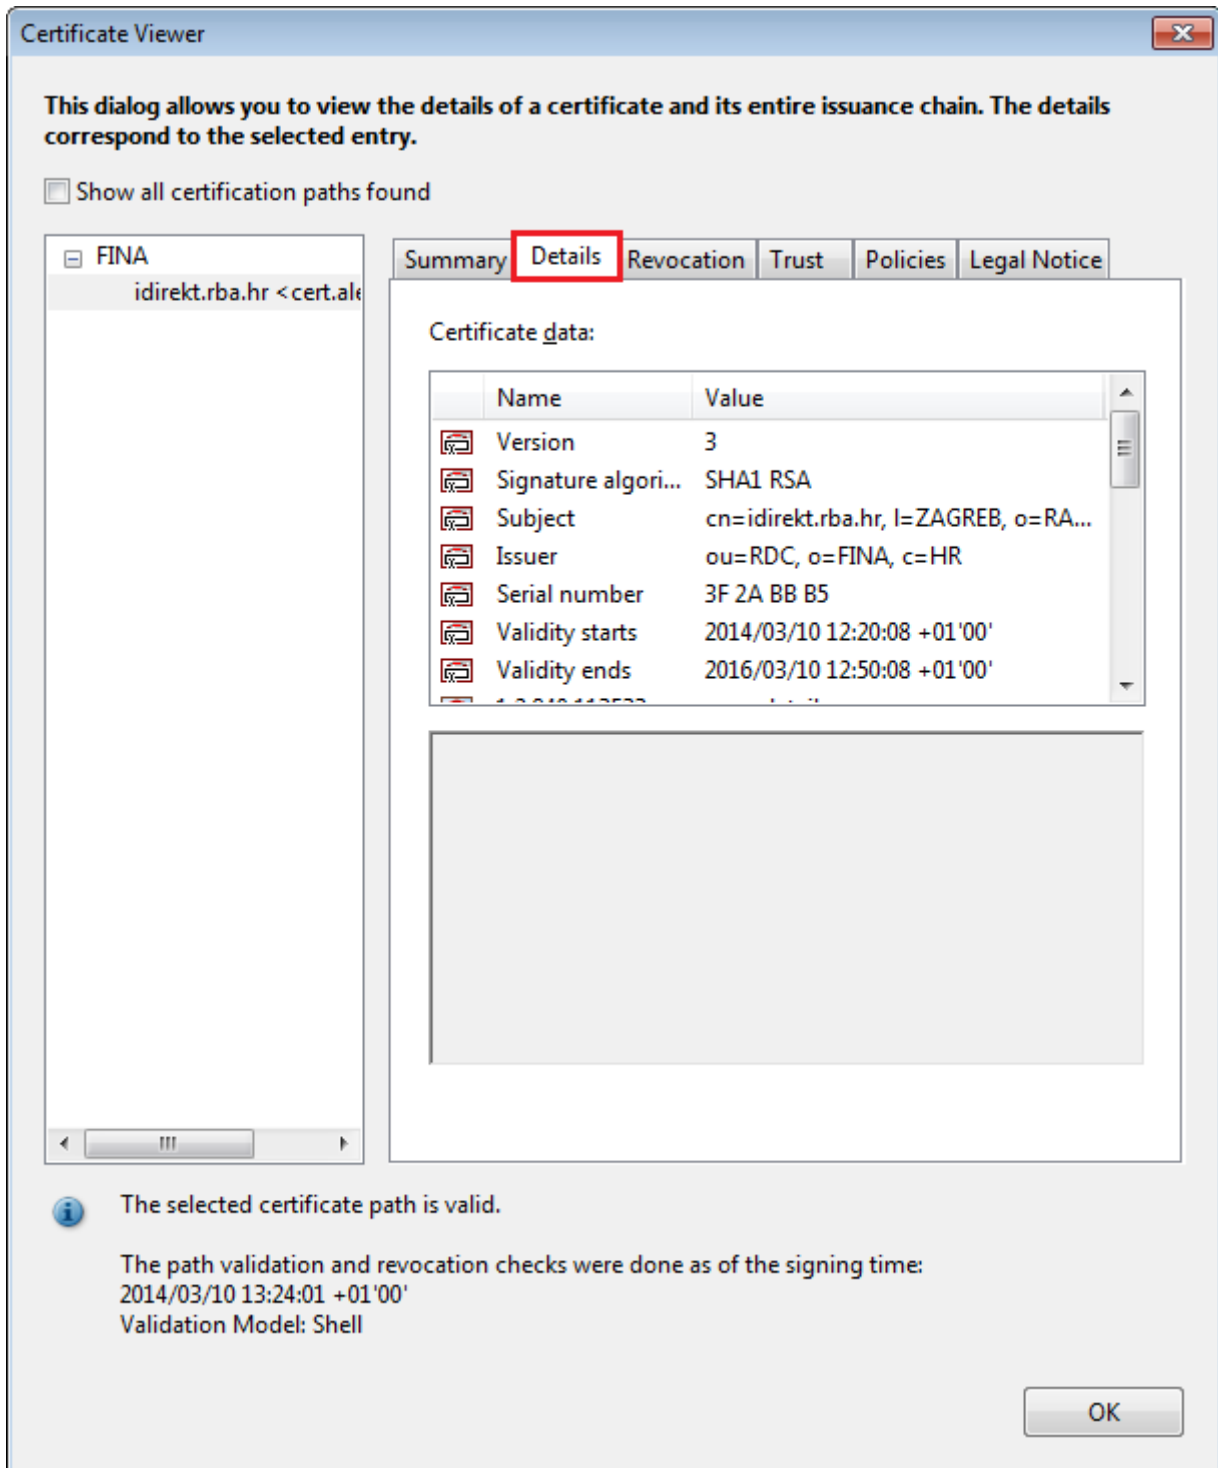 Certificate Viewer
This dialog allows you to view the details of a certificate and its entire issuance chain. The details
correspond to the selected entry.
Show all certification paths found
FINA
idirekt.rba.hr <cert.ale
Summary Details Revocation Trust Policies Legal Notice
Certificate data:
Name Value
Version 3
Signature algori... SHA1 RSA
Subject cn=idirekt.rba.hr, l=ZAGREB, o=RA...
Issuer ou=RDC, o=FINA, c=HR
Serial number 3F 2A BB B5
Validity starts 2014/03/10 12:20:08 +01'00'
Validity ends 2016/03/10 12:50:08 +01'00'
The selected certificate path is valid.
The path validation and revocation checks were done as of the signing time:
2014/03/10 13:24:01 +01'00'
Validation Model: Shell
OK